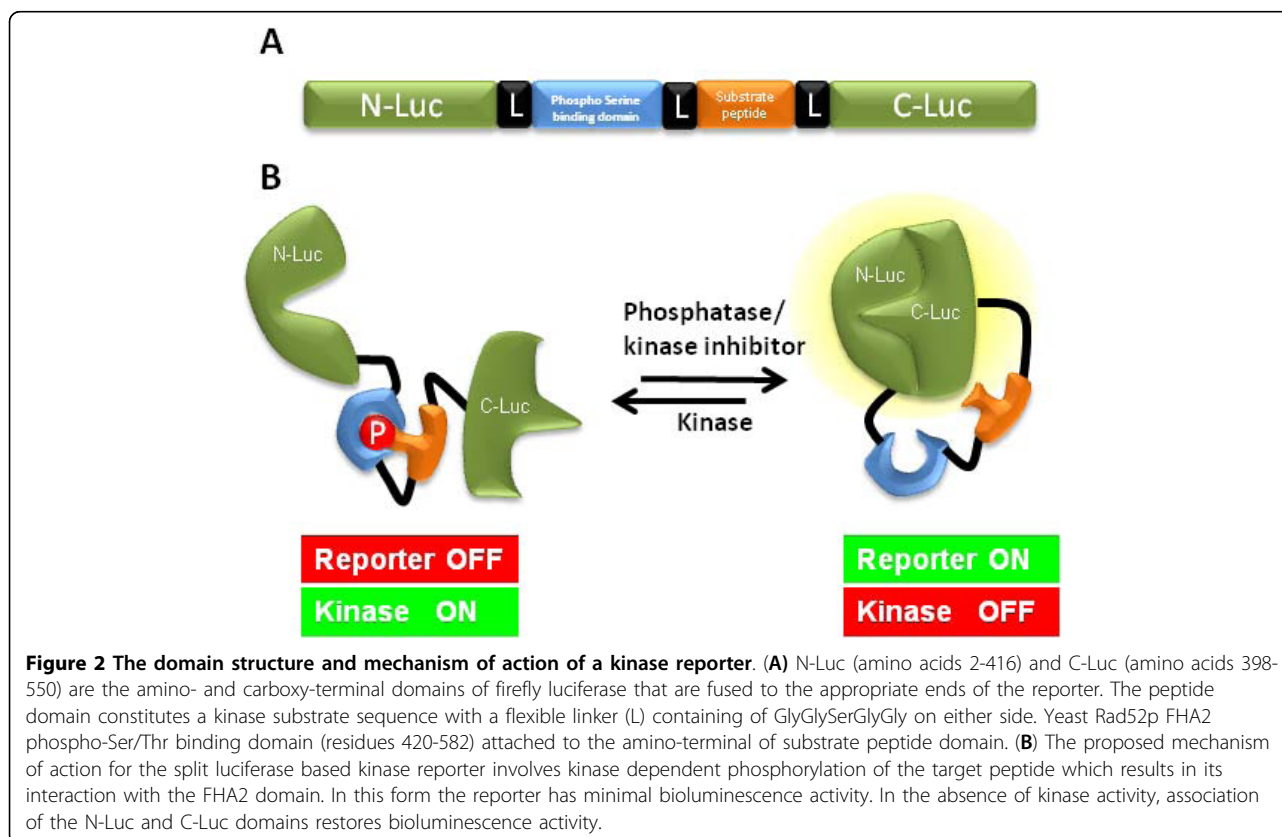 A
N-Luc L Phospho Serine binding domain L Substrate peptide L C-Luc
B
N-Luc
C-Luc
P
Phosphatase/
kinase inhibitor
Kinase
N-Luc
C-Luc
Reporter OFF
Kinase ON
Reporter ON
Kinase OFF
Figure 2 The domain structure and mechanism of action of a kinase reporter. (A) N-Luc (amino acids 2-416) and C-Luc (amino acids 398-
550) are the amino- and carboxy-terminal domains of firefly luciferase that are fused to the appropriate ends of the reporter. The peptide
domain constitutes a kinase substrate sequence with a flexible linker (L) containing of GlyGlySerGlyGly on either side. Yeast Rad52p FHA2
phospho-Ser/Thr binding domain (residues 420-582) attached to the amino-terminal of substrate peptide domain. (B) The proposed mechanism
of action for the split luciferase based kinase reporter involves kinase dependent phosphorylation of the target peptide which results in its
interaction with the FHA2 domain. In this form the reporter has minimal bioluminescence activity. In the absence of kinase activity, association
of the N-Luc and C-Luc domains restores bioluminescence activity.